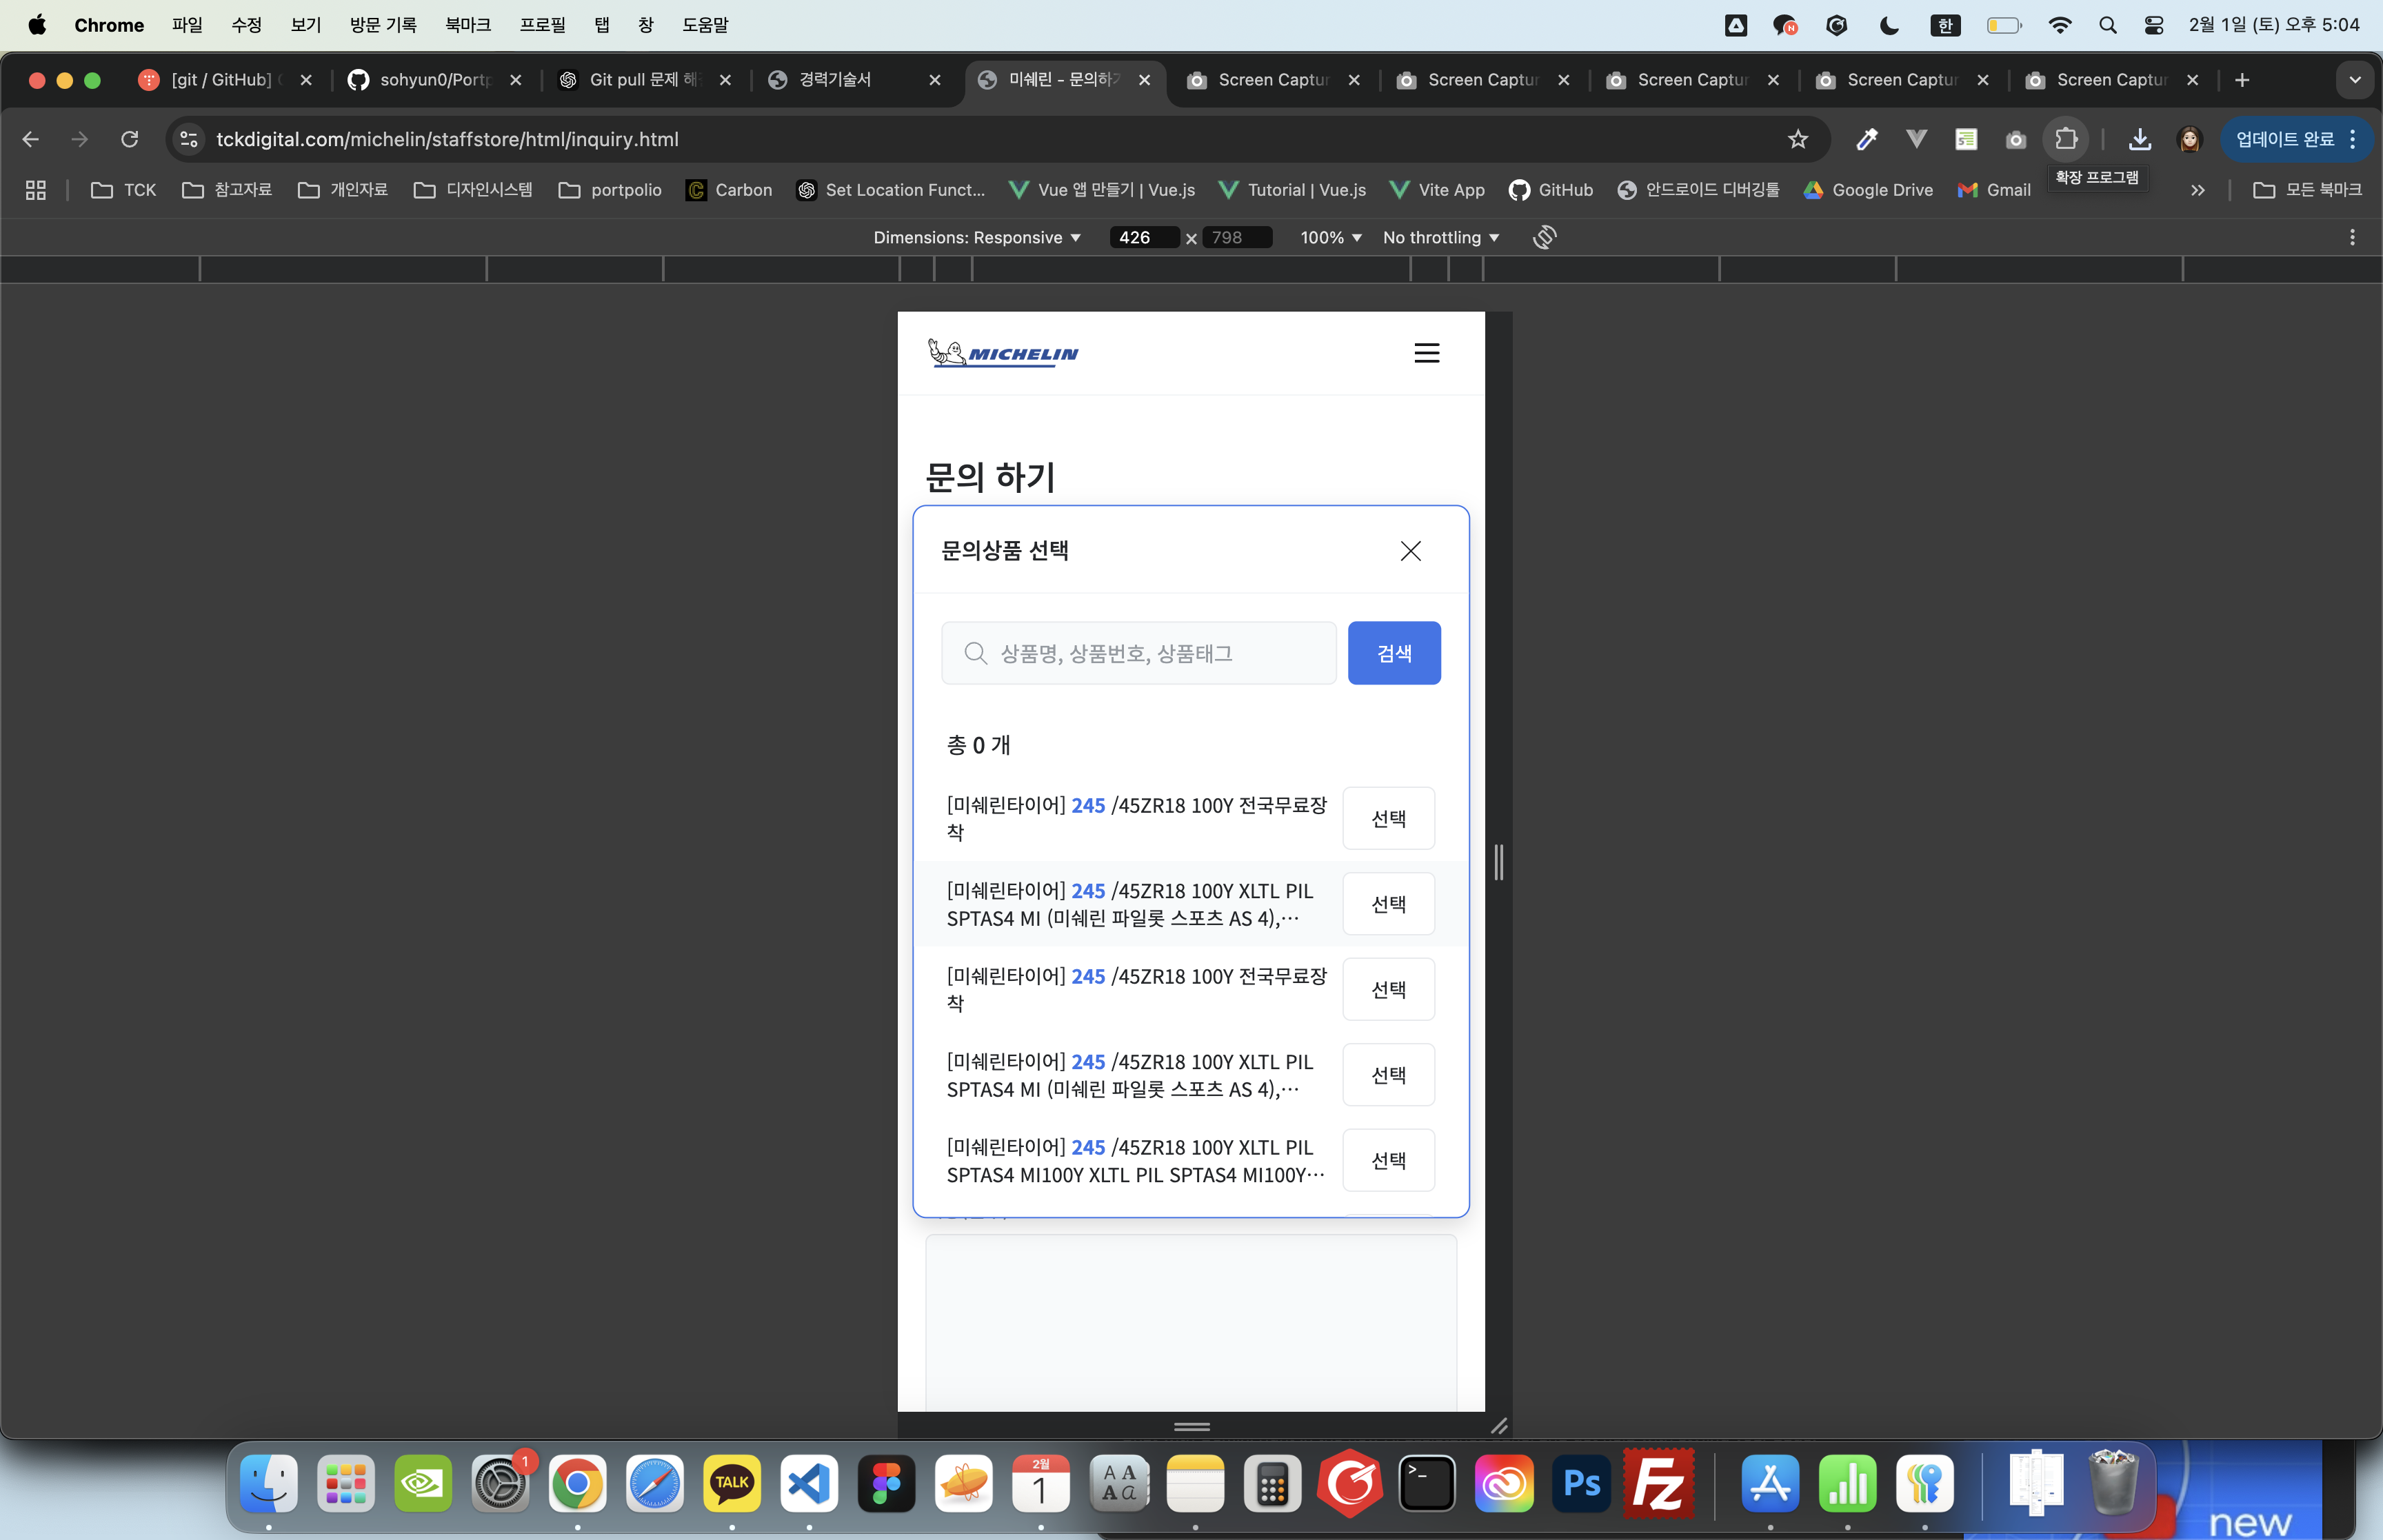 Chrome 파일 수정 보기 방문 기록 북마크 프로필 탭 창 도움말
한 2월 1일 (토) 오후 5:04
[git / GitHub] sohyun0/Portp Git pull 문제 해 경력기술서 미쉐린 - 문의하기 Screen Captur Screen Captur Screen Captur Screen Captur Screen Captur
tckdigital.com/michelin/staffstore/html/inquiry.html
업데이트 완료
TCK 참고자료 개인자료 디자인시스템 portpolio Carbon Set Location Funct... Vue 앱 만들기 | Vue.js Tutorial | Vue.js Vite App GitHub 안드로이드 디버깅툴 Google Drive Gmail 모든 북마크
확장 프로그램
Dimensions: Responsive 426 × 798 100% No throttling
MICHELIN
문의 하기
문의상품 선택
상품명, 상품번호, 상품태그
검색
총 0 개
[미쉐린타이어] 245 /45ZR18 100Y 전국무료장
착
선택
[미쉐린타이어] 245 /45ZR18 100Y XLTL PIL
SPTAS4 MI (미쉐린 파일롯 스포츠 AS 4),…
선택
[미쉐린타이어] 245 /45ZR18 100Y 전국무료장
착
선택
[미쉐린타이어] 245 /45ZR18 100Y XLTL PIL
SPTAS4 MI (미쉐린 파일롯 스포츠 AS 4),…
선택
[미쉐린타이어] 245 /45ZR18 100Y XLTL PIL
SPTAS4 MI100Y XLTL PIL SPTAS4 MI100Y…
선택
1
TALK
2월
1
Ps
Fz
new